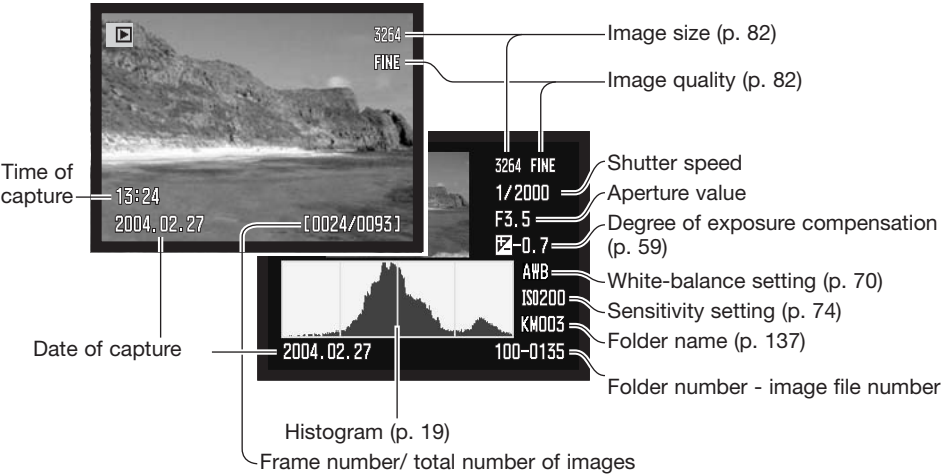 3264
FINE
Image size (p. 82)
Image quality (p. 82)
Time of
capture
13:24
2004.02.27
[0024/0093]
3264 FINE
1/2000
F3.5
-0.7
AWB
ISO200
KM003
2004.02.27
100-0135
Shutter speed
Aperture value
Degree of exposure compensation
(p. 59)
White-balance setting (p. 70)
Sensitivity setting (p. 74)
Folder name (p. 137)
Folder number - image file number
Date of capture
Histogram (p. 19)
Frame number/ total number of images